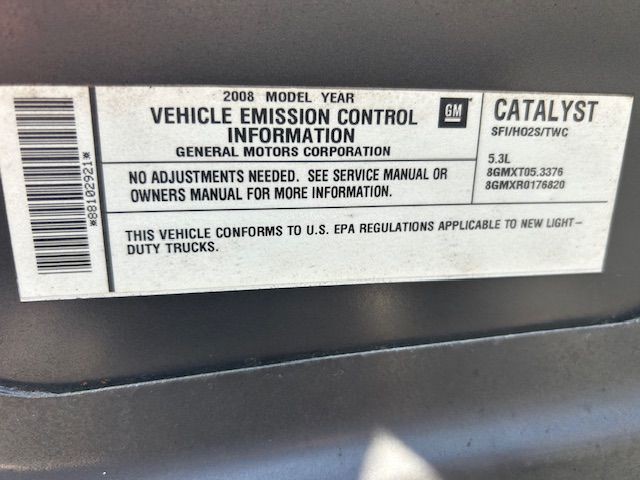 *88102921*
2008 MODEL YEAR
VEHICLE EMISSION CONTROL
INFORMATION
GENERAL MOTORS CORPORATION
GM
NO ADJUSTMENTS NEEDED. SEE SERVICE MANUAL OR
OWNERS MANUAL FOR MORE INFORMATION.
THIS VEHICLE CONFORMS TO U.S. EPA REGULATIONS APPLICABLE TO NEW LIGHT-
DUTY TRUCKS.
CATALYST
SFI/HO2S/TWC
5.3L
8GMXT05.3376
8GMXR0176820